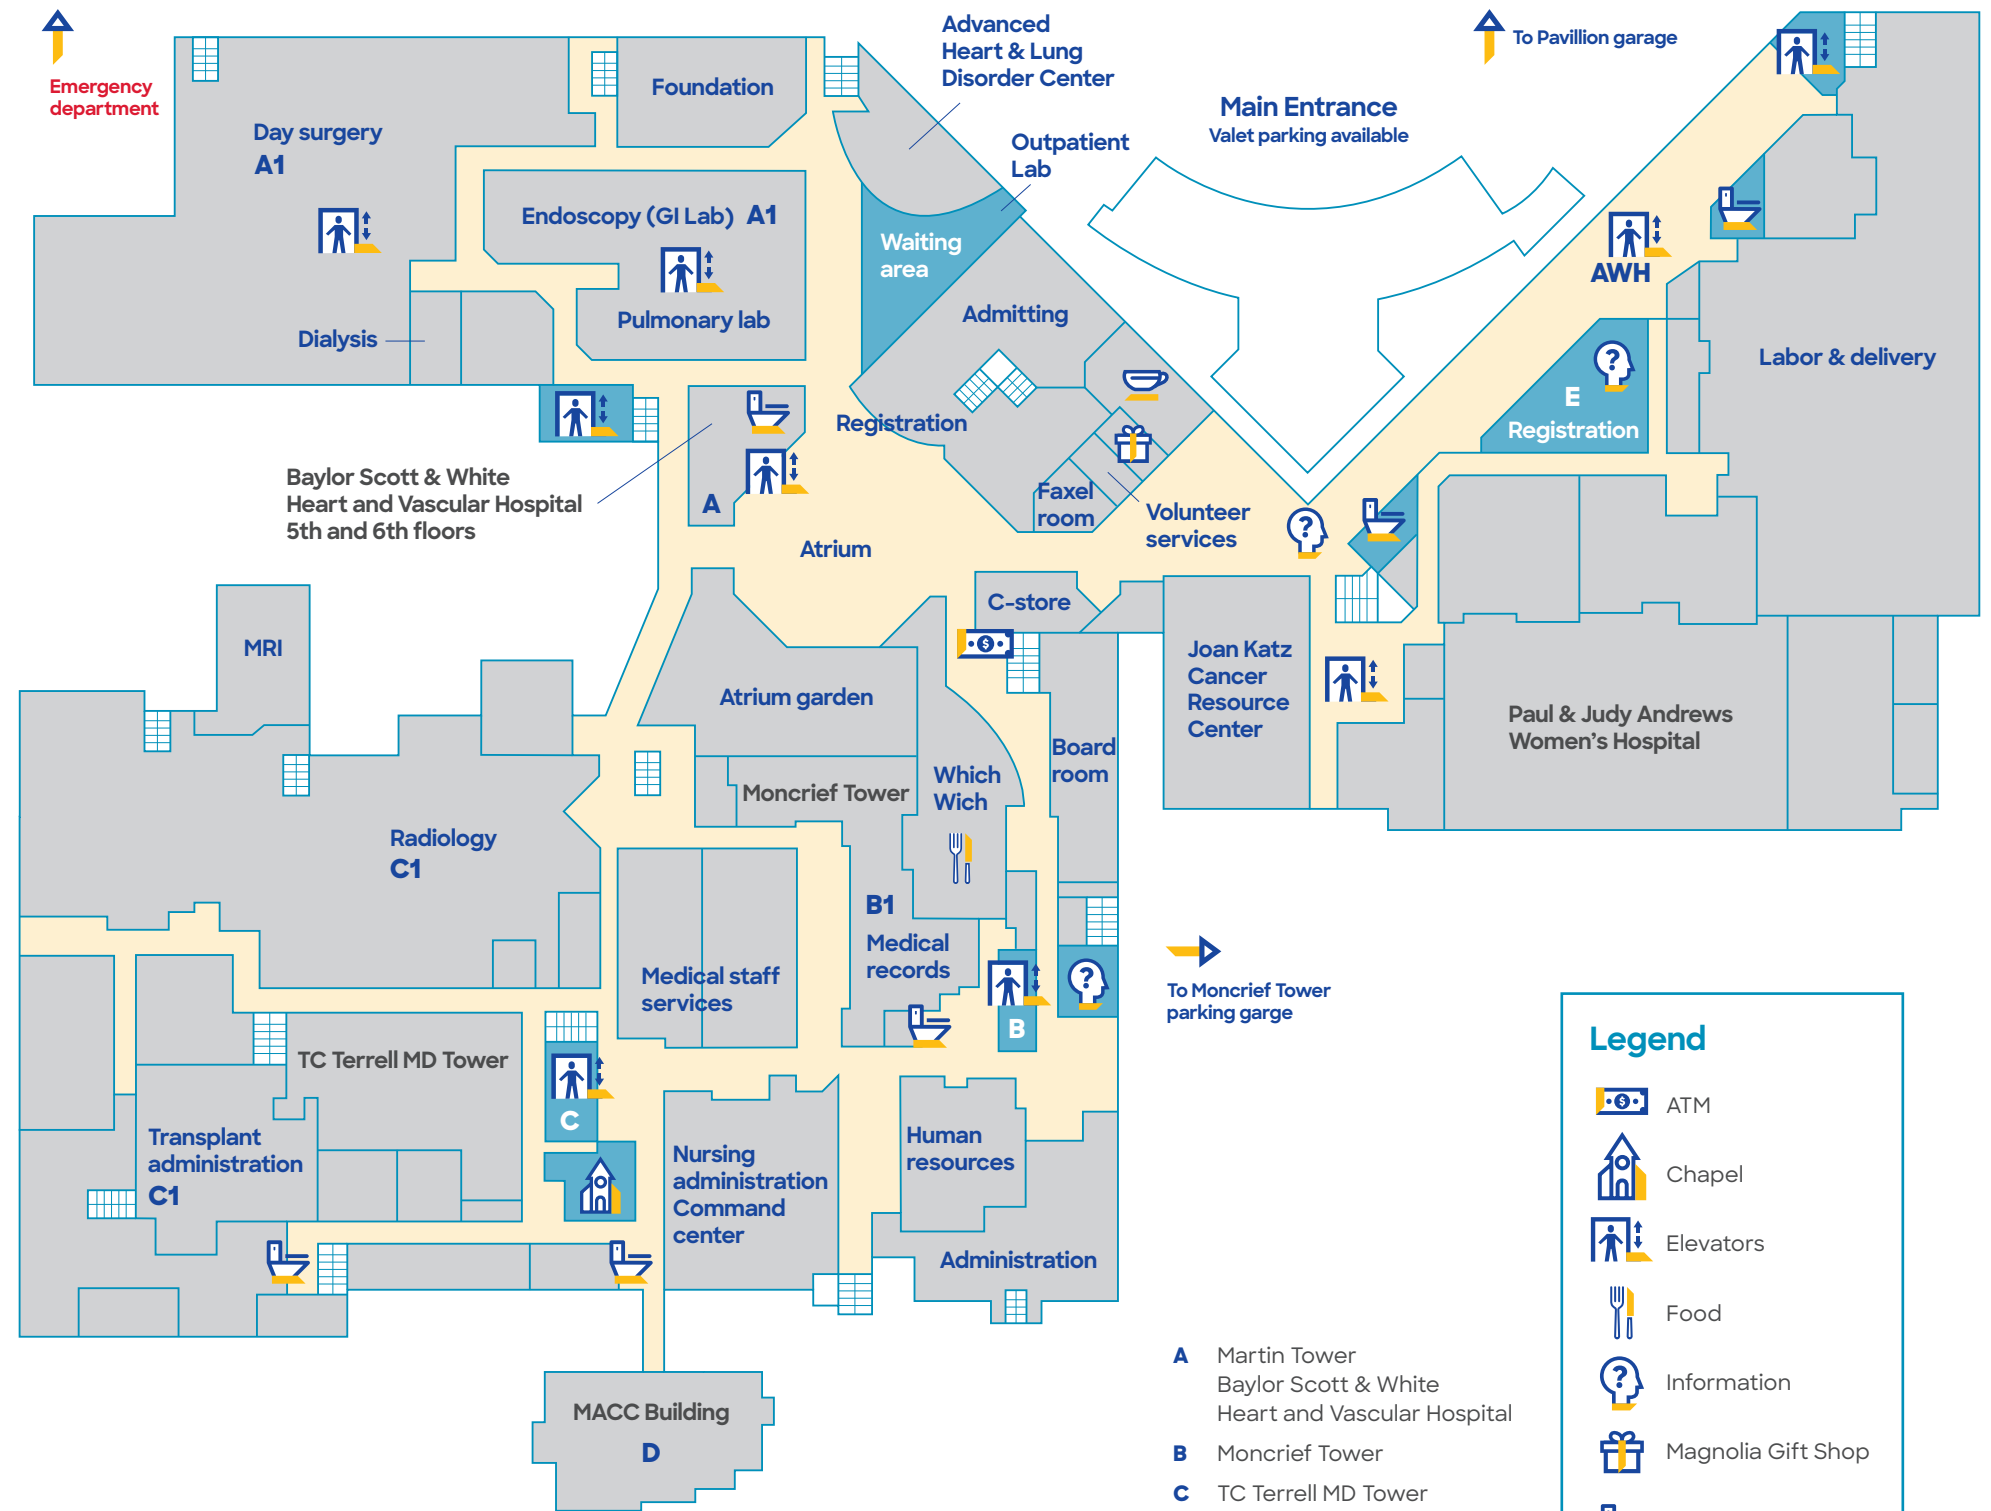 Emergency
department
Day surgery
A1
Foundation
Advanced
Heart & Lung
Disorder Center
Outpatient
Lab
Main Entrance
Valet parking available
To Pavillion garage
Endoscopy (GI Lab) A1
Pulmonary lab
Waiting
area
Admitting
Dialysis
Registration
AWH
Labor & delivery
E
Registration
Baylor Scott & White
Heart and Vascular Hospital
5th and 6th floors
A
Atrium
Faxel
room
Volunteer
services
C-store
MRI
Atrium garden
Joan Katz
Cancer
Resource
Center
Paul & Judy Andrews
Women's Hospital
Board
room
Moncrief Tower
Which
Wich
Radiology
C1
B1
Medical
records
Medical staff
services
B
To Moncrief Tower
parking garge
TC Terrell MD Tower
C
Transplant
administration
C1
Nursing
administration
Command
center
Human
resources
Administration
MACC Building
D
A Martin Tower
Baylor Scott & White
Heart and Vascular Hospital
B Moncrief Tower
C TC Terrell MD Tower
Legend
ATM
Chapel
Elevators
Food
Information
Magnolia Gift Shop